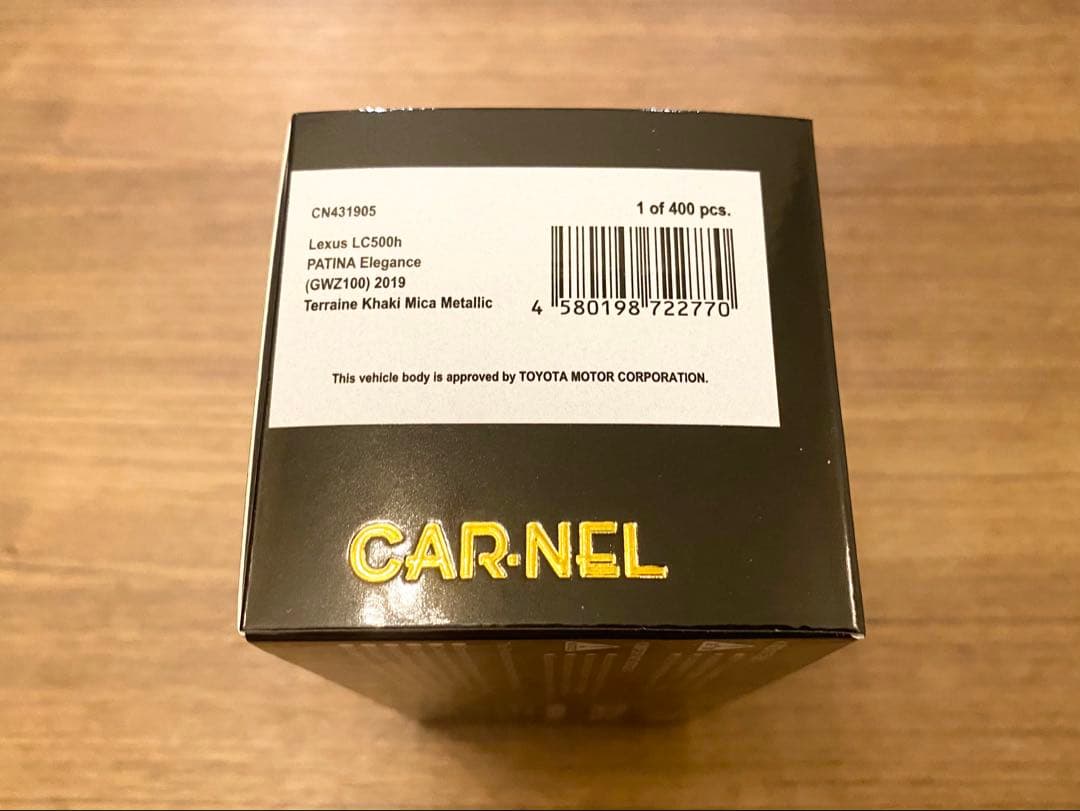 CN431905
1 of 400 pcs.
Lexus LC500h
PATINA Elegance
(GWZ100) 2019
Terraine Khaki Mica Metallic
4 580198 722770
This vehicle body is approved by TOYOTA MOTOR CORPORATION.
CAR·NEL